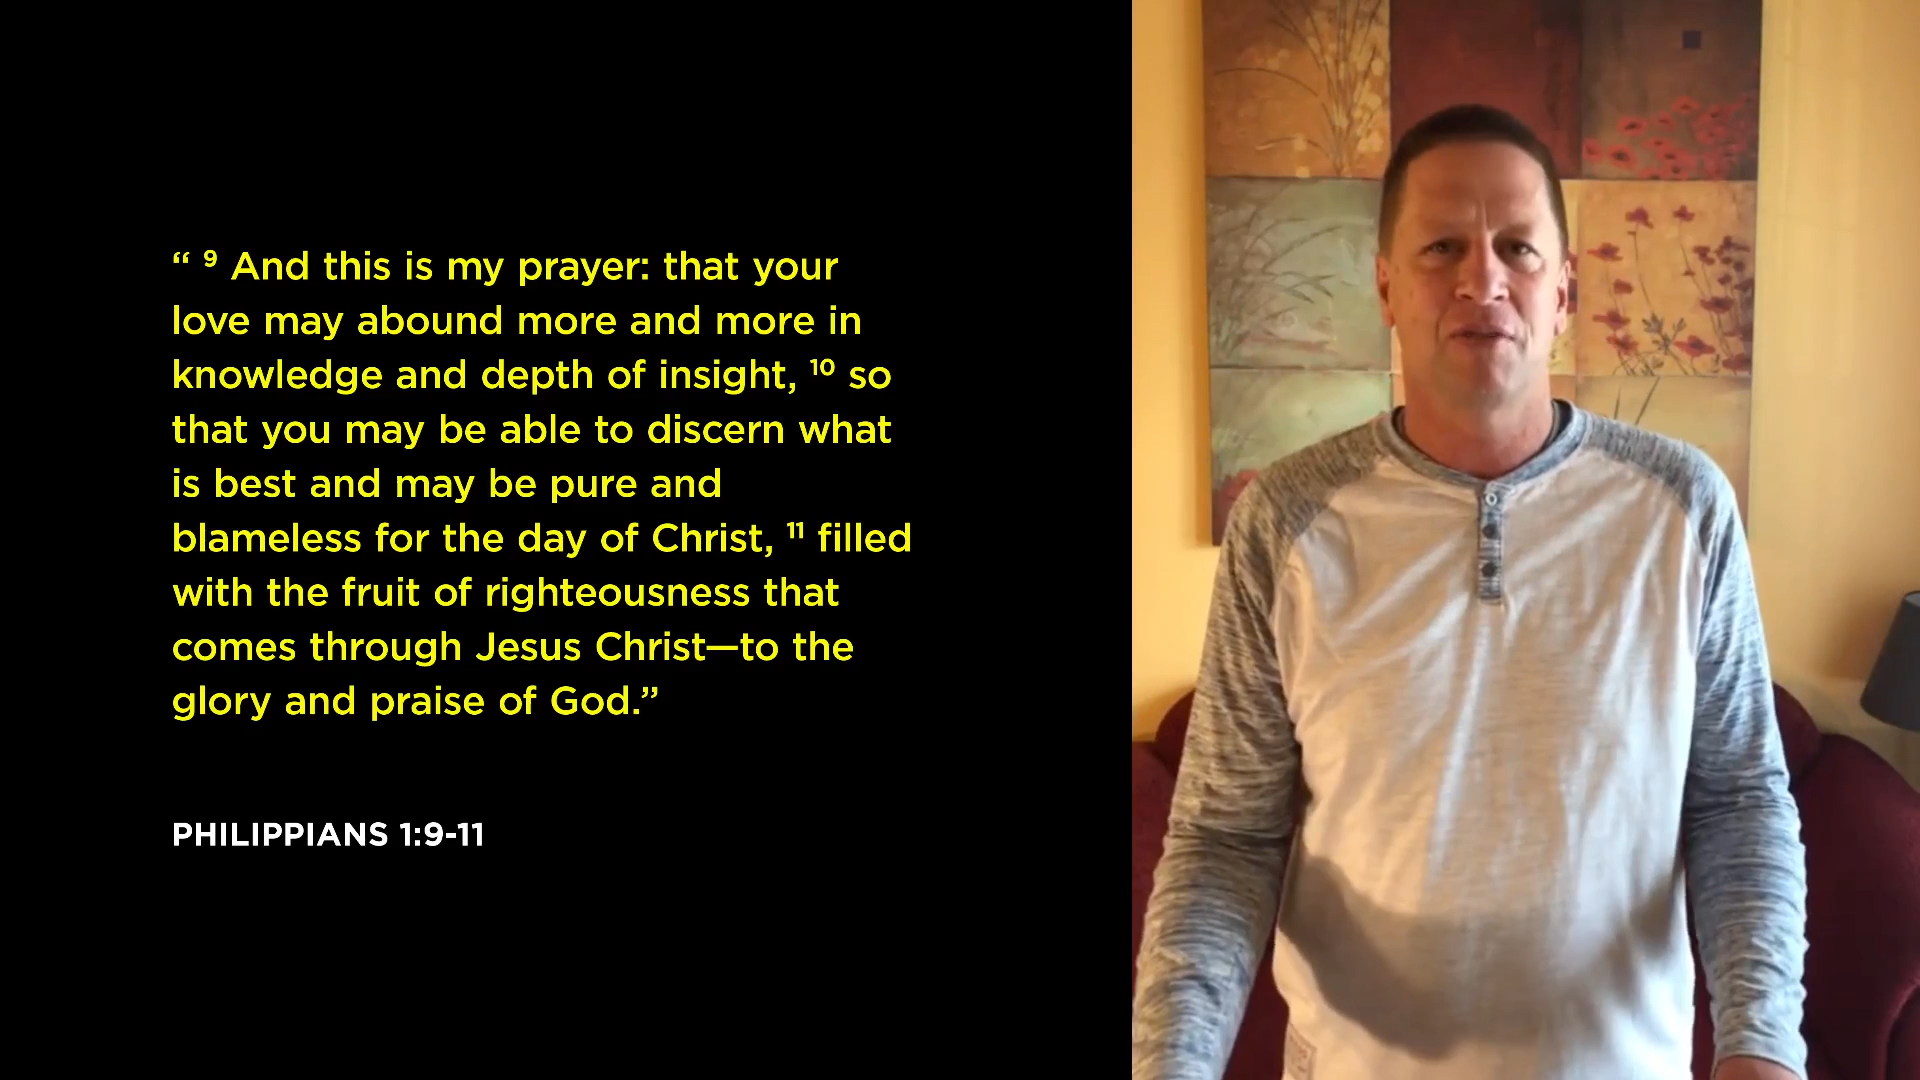 “ ⁹ And this is my prayer: that your
love may abound more and more in
knowledge and depth of insight, ¹⁰ so
that you may be able to discern what
is best and may be pure and
blameless for the day of Christ, ¹¹ filled
with the fruit of righteousness that
comes through Jesus Christ—to the
glory and praise of God.”
PHILIPPIANS 1:9-11